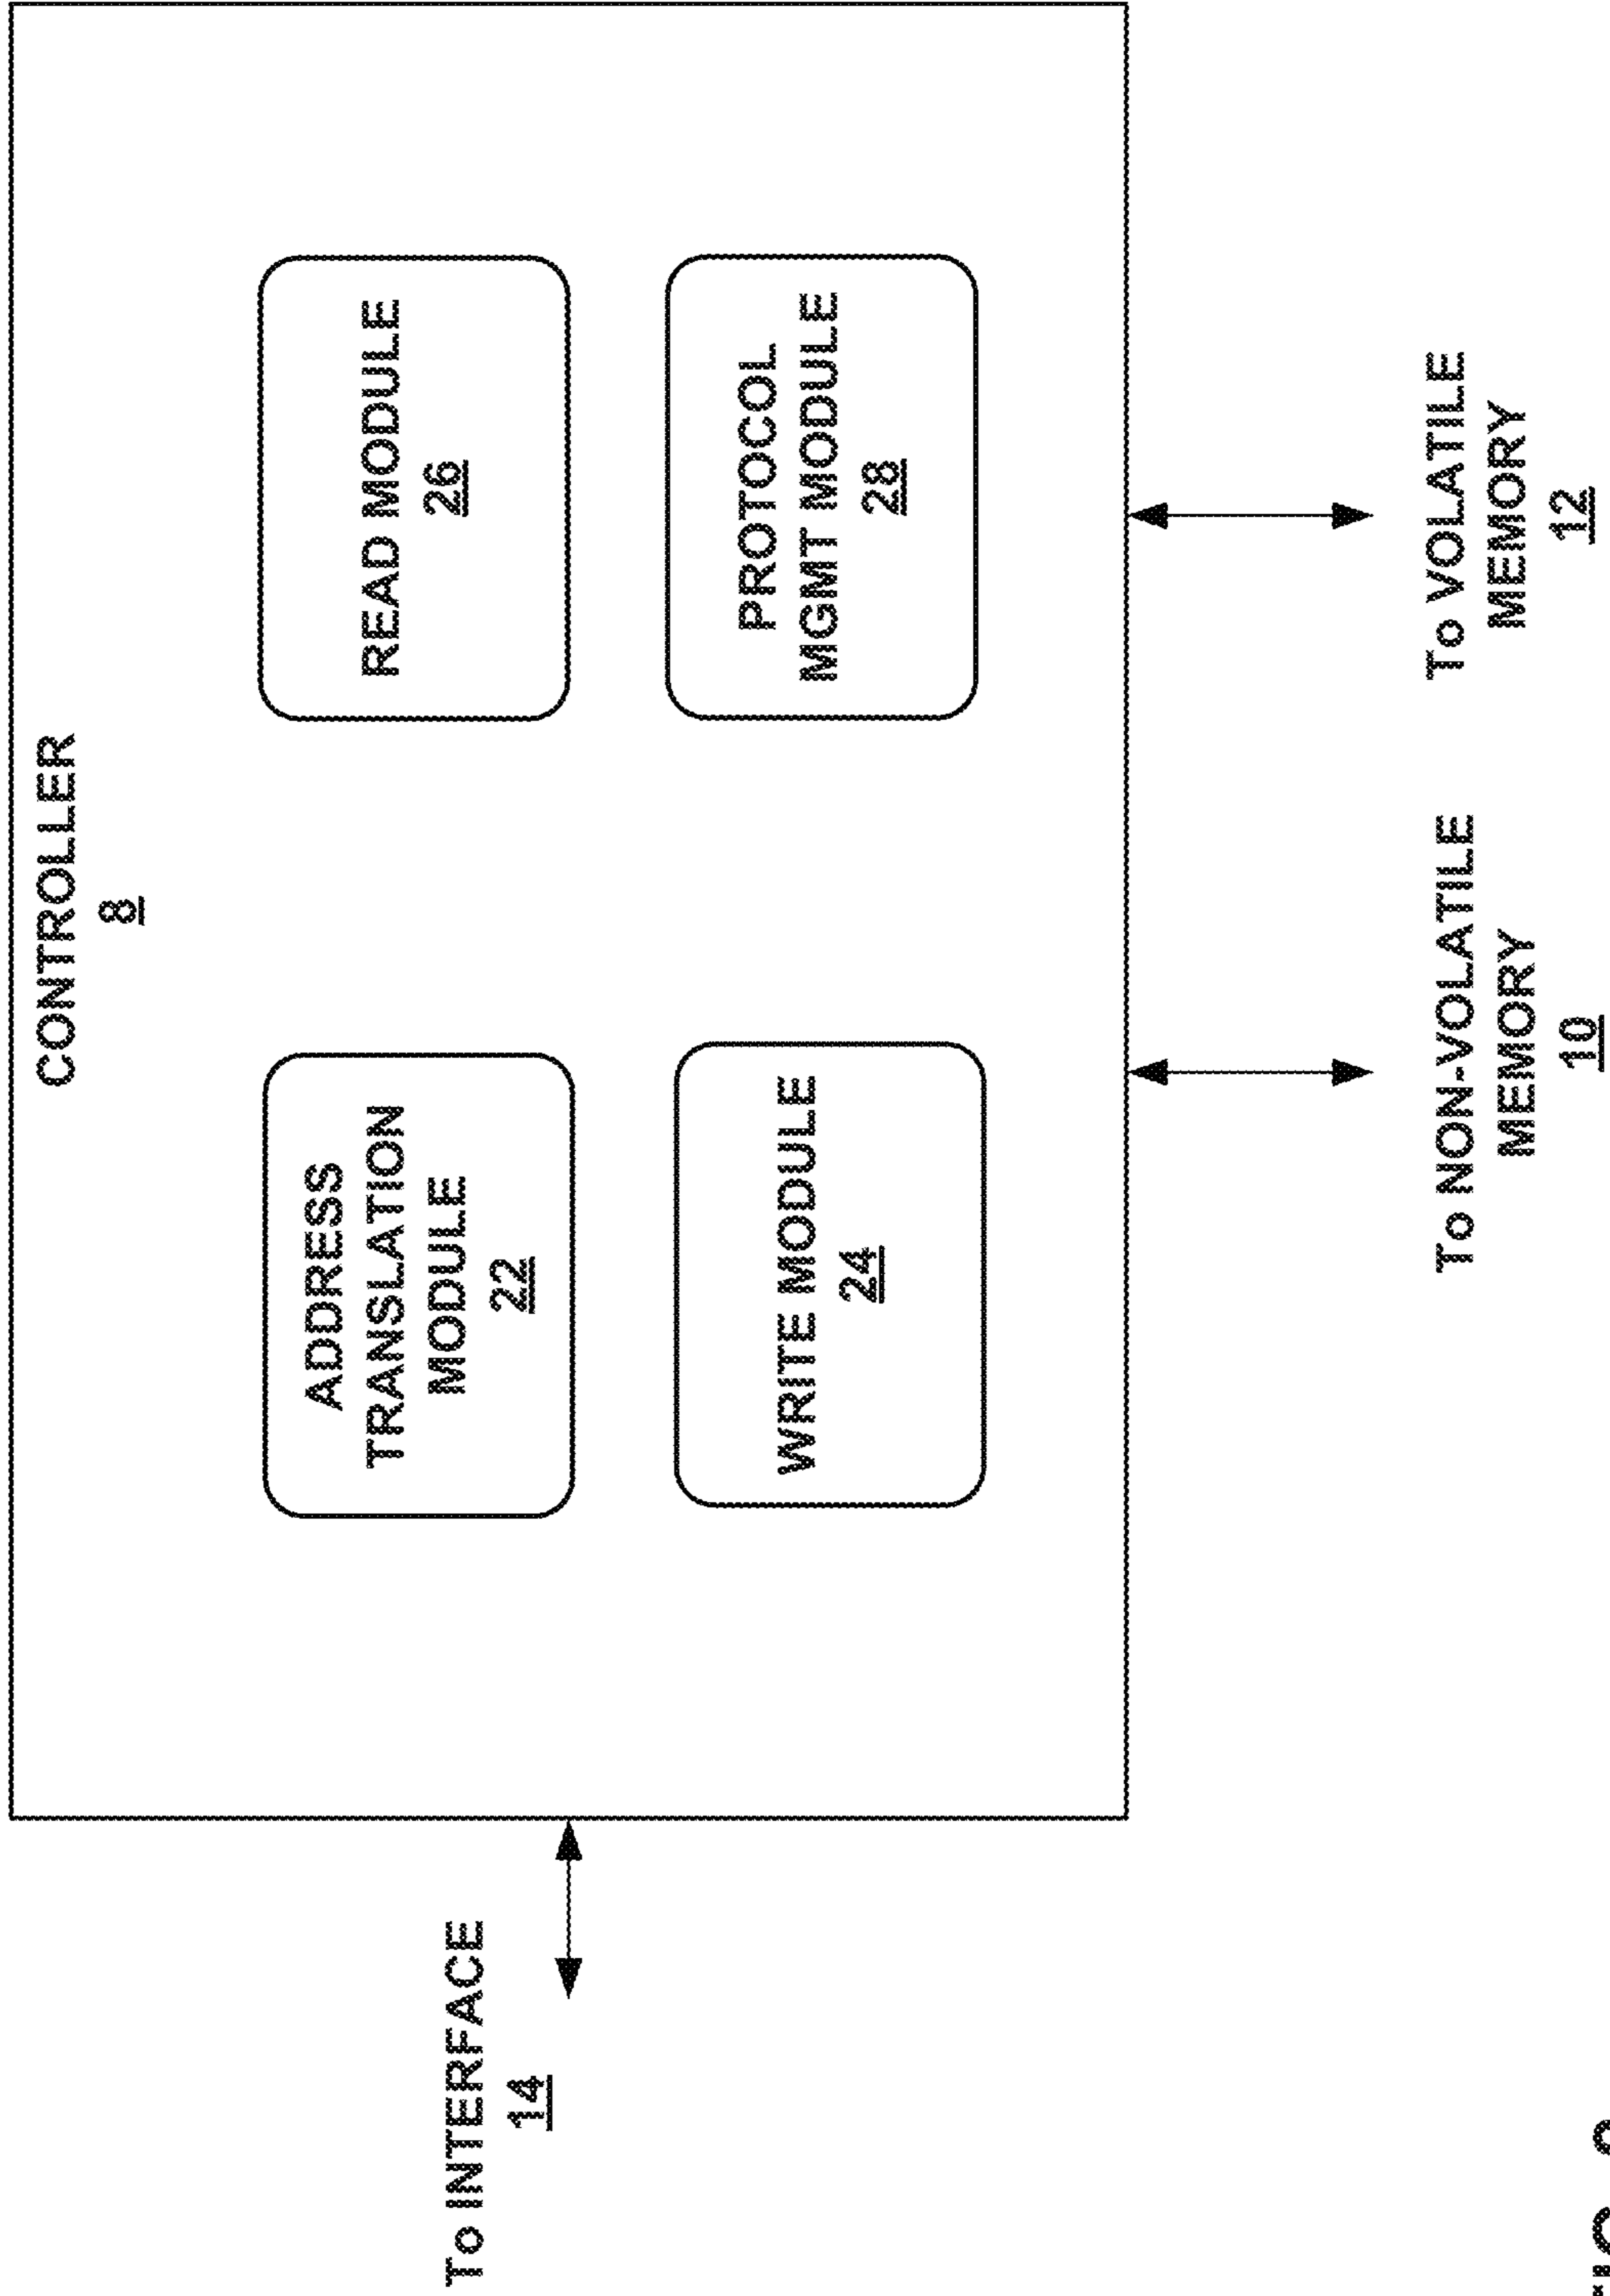 CONTROLLER
8
ADDRESS
TRANSLATION
MODULE
22
READ MODULE
26
WRITE MODULE
24
PROTOCOL
MGMT MODULE
28
To INTERFACE
14
To NON-VOLATILE
MEMORY
10
To VOLATILE
MEMORY
12